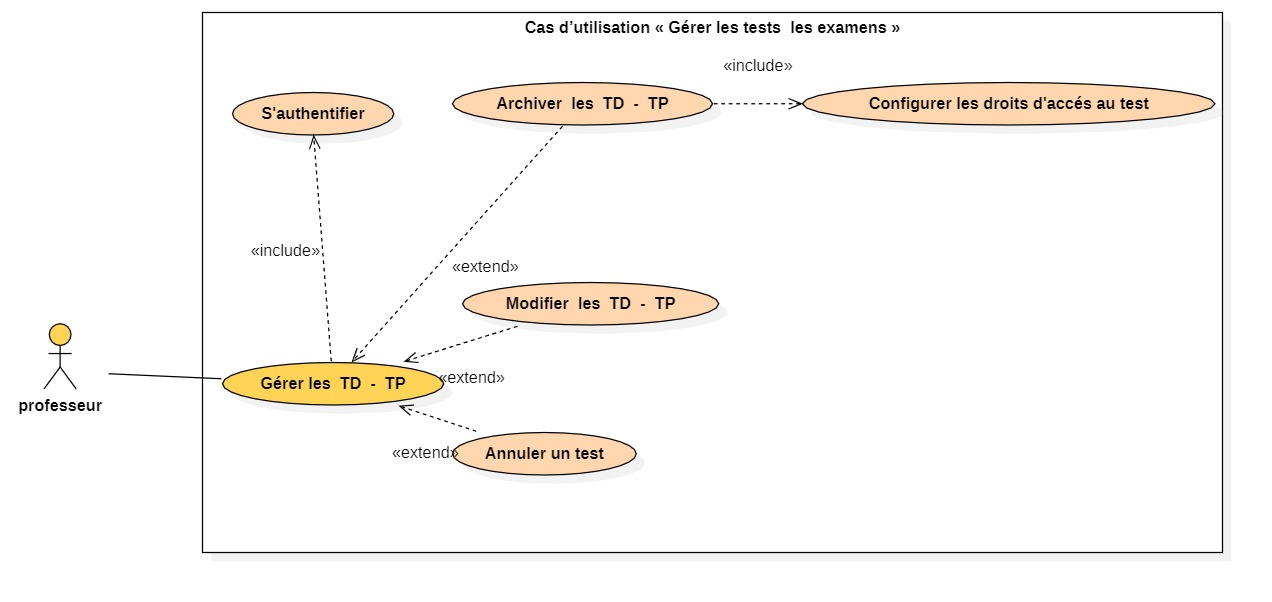 Cas d’utilisation « Gérer les tests  les examens »
«include»
S'authentifier
Archiver  les  TD  -  TP
Configurer les droits d'accés au test
«include»
«extend»
Modifier  les  TD  -  TP
Gérer les  TD  -  TP
«extend»
professeur
«extend»
Annuler un test